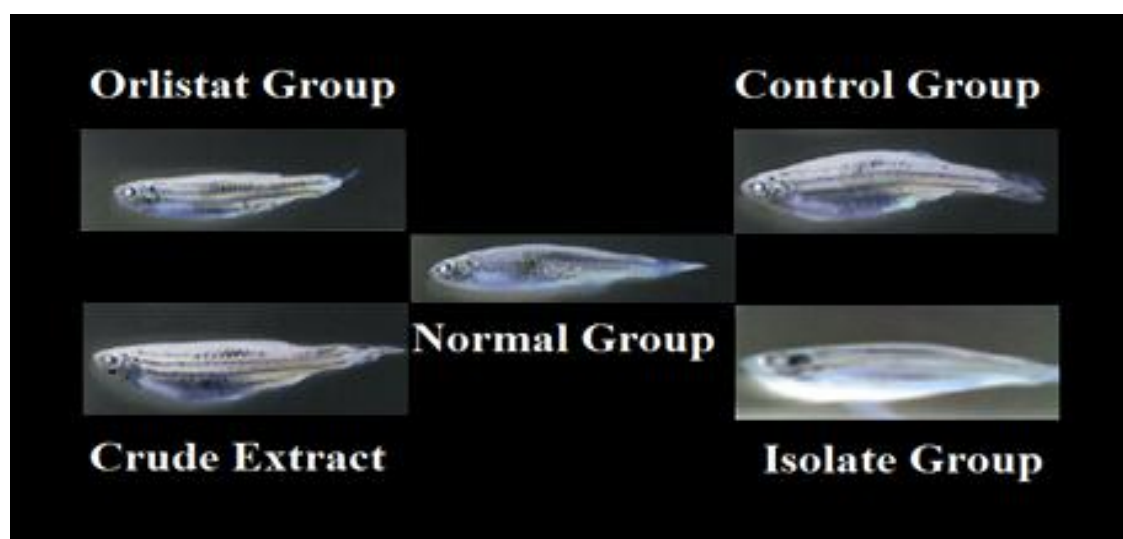 Orlistat Group
Control Group
Normal Group
Crude Extract
Isolate Group